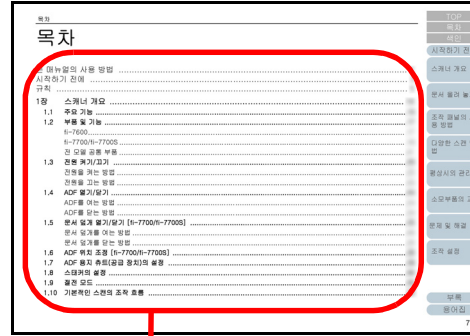 목차
목차
본 매뉴얼의 사용 방법
시작하기 전에
규칙
1장 스캐너 개요
1.1 주요 기능
1.2 부품 및 기능
fi-7600
fi-7700/fi-7700S
전 모델 공통 부품
1.3 전원 켜기/끄기
전원을 켜는 방법
전원을 끄는 방법
1.4 ADF 열기/닫기
ADF를 여는 방법
ADF를 닫는 방법
1.5 문서 덮개 열기/닫기 [fi-7700/fi-7700S]
문서 덮개를 여는 방법
문서 덮개를 닫는 방법
1.6 ADF 위치 조정 [fi-7700/fi-7700S]
1.7 ADF 용지 슈트(공급 장치)의 설정
1.8 스태커의 설정
1.9 절전 모드
1.10 기본적인 스캔의 조작 흐름
TOP
목차
색인
시작하기 전
스캐너 개요
문서 올려 놓
조작 패널의
용 방법
다양한 스캔
법
평상시의 관리
소모부품의
문제 및 해결
조작 설정
부록
용어집
7